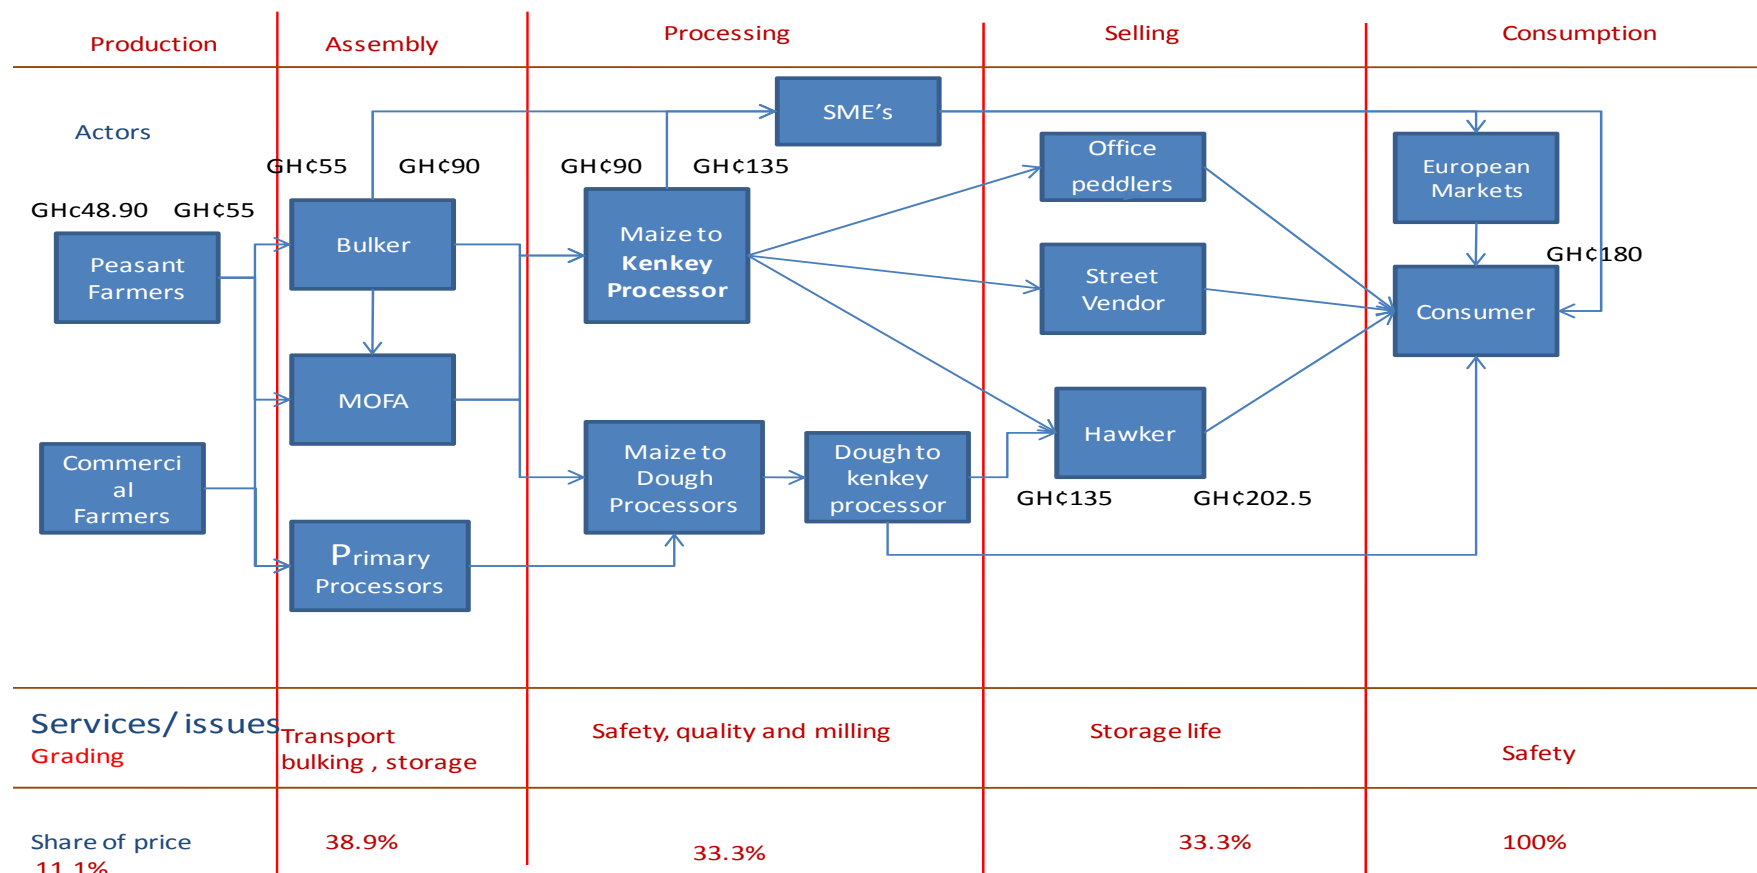 Production
Assembly
Processing
Selling
Consumption
Actors
SME's
GH¢55
GH¢90
GH¢90
GH¢135
Office
peddlers
European
Markets
GHc48.90
GH¢55
Peasant
Farmers
Bulker
Maize to
Kenkey
Processor
Street
Vendor
GH¢180
Consumer
MOFA
Commerci
al
Farmers
Maize to
Dough
Processors
Dough to
kenkey
processor
Hawker
GH¢135
GH¢202.5
Primary
Processors
Services/ issues
Grading
Transport
bulking , storage
Safety, quality and milling
Storage life
Safety
Share of price
11.1%
38.9%
33.3%
33.3%
100%